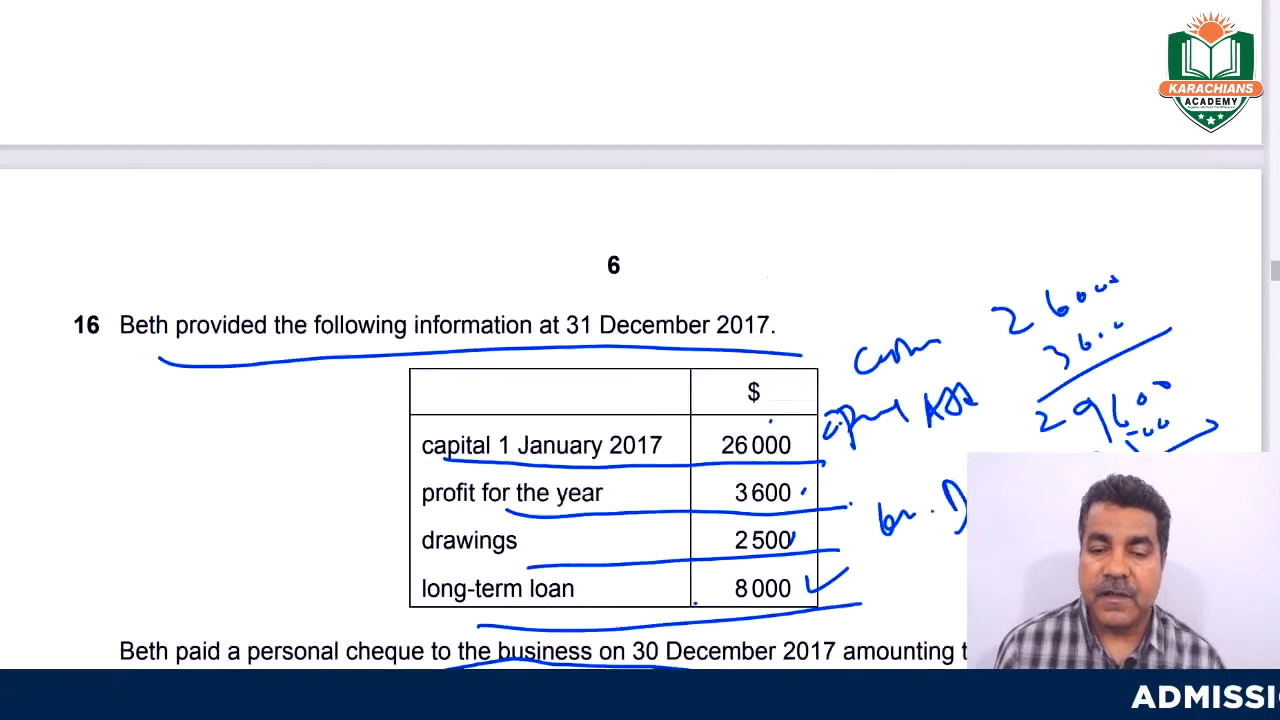 KARACHIANS
ACADEMY
6
16 Beth provided the following information at 31 December 2017.
$
capital 1 January 2017 26 000
profit for the year 3 600
drawings 2 500
long-term loan 8 000
26000
3600
29600
Beth paid a personal cheque to the business on 30 December 2017 amounting
ADMISSI